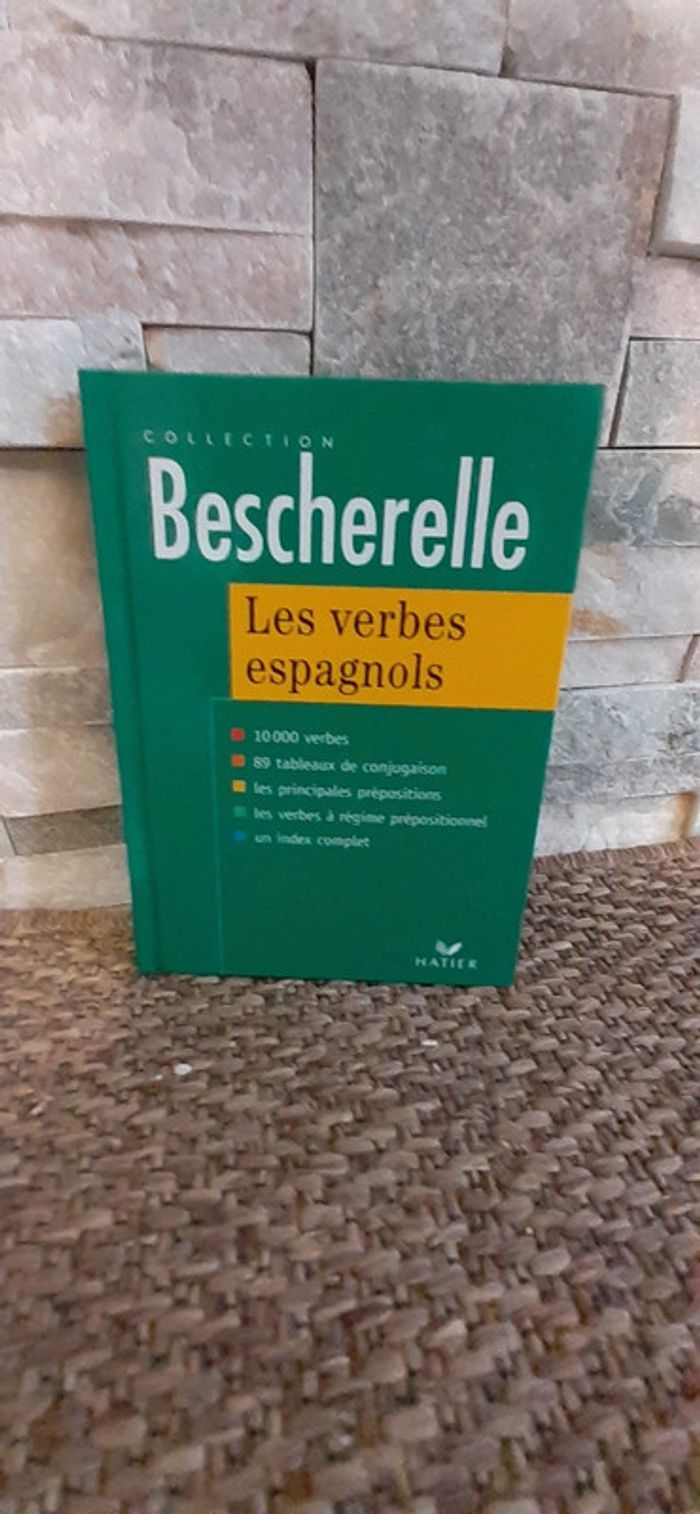 COLLECTION
Bescherelle
Les verbes
espagnols
10 000 verbes
89 tableaux de conjugaison
les principales prépositions
les verbes à régime prépositionnel
un index complet
HATIER